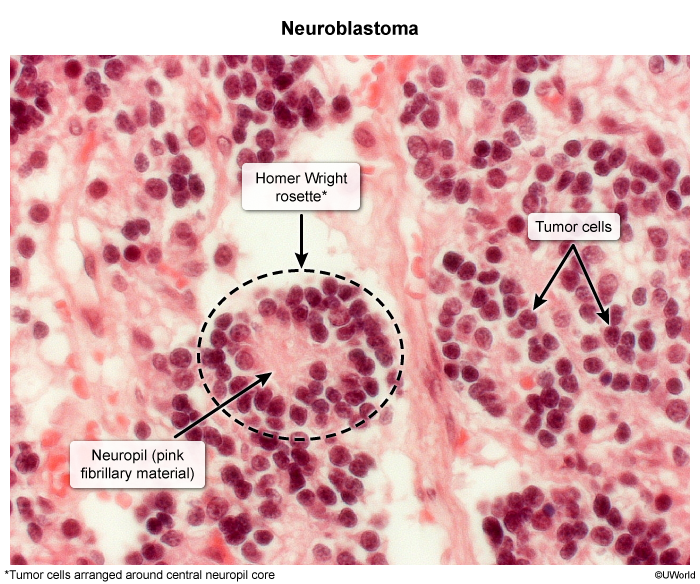 Neuroblastoma
Homer Wright
rosette*
Tumor cells
Neuropil (pink
fibrillary material)
*Tumor cells arranged around central neuropil core
©UWorld